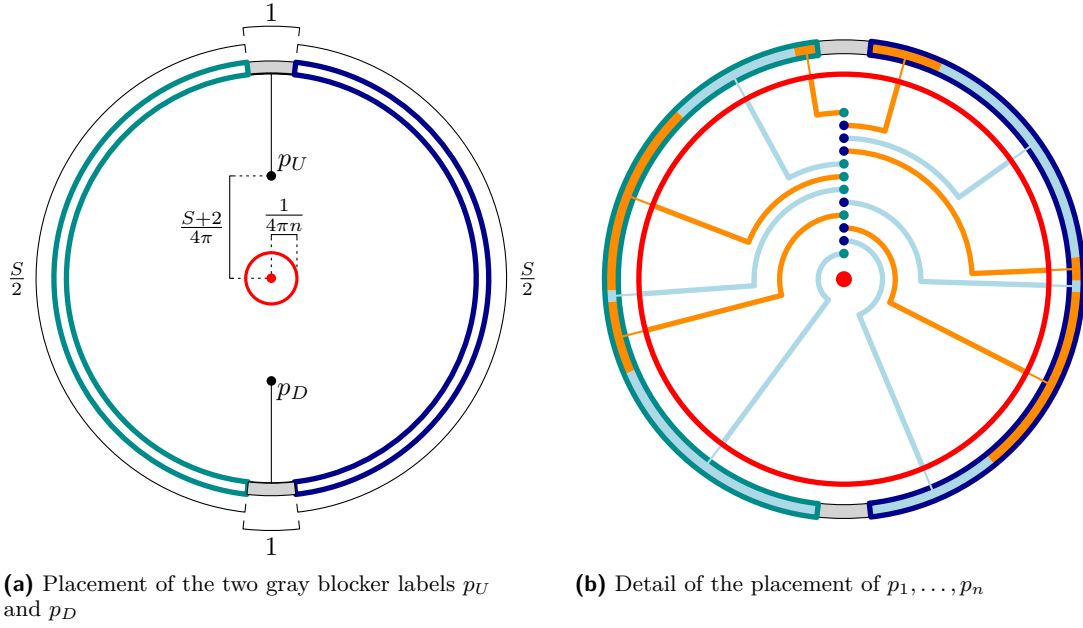 1
p_U
S+2
4π
1
4πn
S
2
S
2
p_D
1
(a) Placement of the two gray blocker labels p_U
and p_D
(b) Detail of the placement of p_1, . . . , p_n